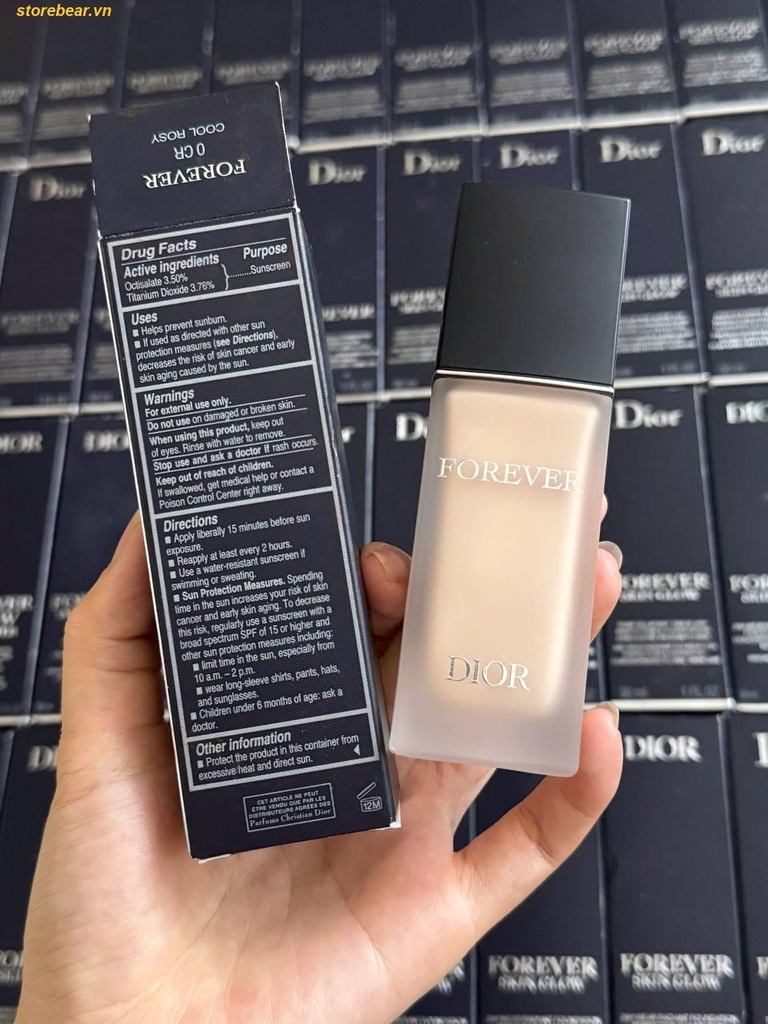 storebear.vn
FOREVER
0 CR
COOL ROSY
Drug Facts
Active ingredients Purpose
Octisalate 3.50%
Titanium Dioxide 3.76% }........Sunscreen
Uses
■ Helps prevent sunburn.
■ If used as directed with other sun
protection measures (see Directions),
decreases the risk of skin cancer and early
skin aging caused by the sun.
Warnings
For external use only.
Do not use on damaged or broken skin.
When using this product, keep out
of eyes. Rinse with water to remove.
Stop use and ask a doctor if rash occurs.
Keep out of reach of children.
If swallowed, get medical help or contact a
Poison Control Center right away.
Directions
■ Apply liberally 15 minutes before sun
exposure.
■ Reapply at least every 2 hours.
■ Use a water-resistant sunscreen if
swimming or sweating.
■ Sun Protection Measures. Spending
time in the sun increases your risk of skin
cancer and early skin aging. To decrease
this risk, regularly use a sunscreen with a
broad spectrum SPF of 15 or higher and
other sun protection measures including:
■ limit time in the sun, especially from
10 a.m. – 2 p.m.
■ wear long-sleeve shirts, pants, hats,
and sunglasses.
■ Children under 6 months of age: ask a
doctor.
Other information
■ Protect the product in this container from
excessive heat and direct sun.
CET ARTICLE NE PEUT
ÊTRE VENDU QUE PAR LES
DISTRIBUTEURS AGRÉÉS DES
Parfums Christian Dior
12M
FOREVER
DIOR
Dior
Dior
Dior
Dior
Dior
Dior
DIOR
DIOR
FOREVER
SKIN GLOW
FOREVER
SKIN GLOW
FOREVER
SKIN GLOW